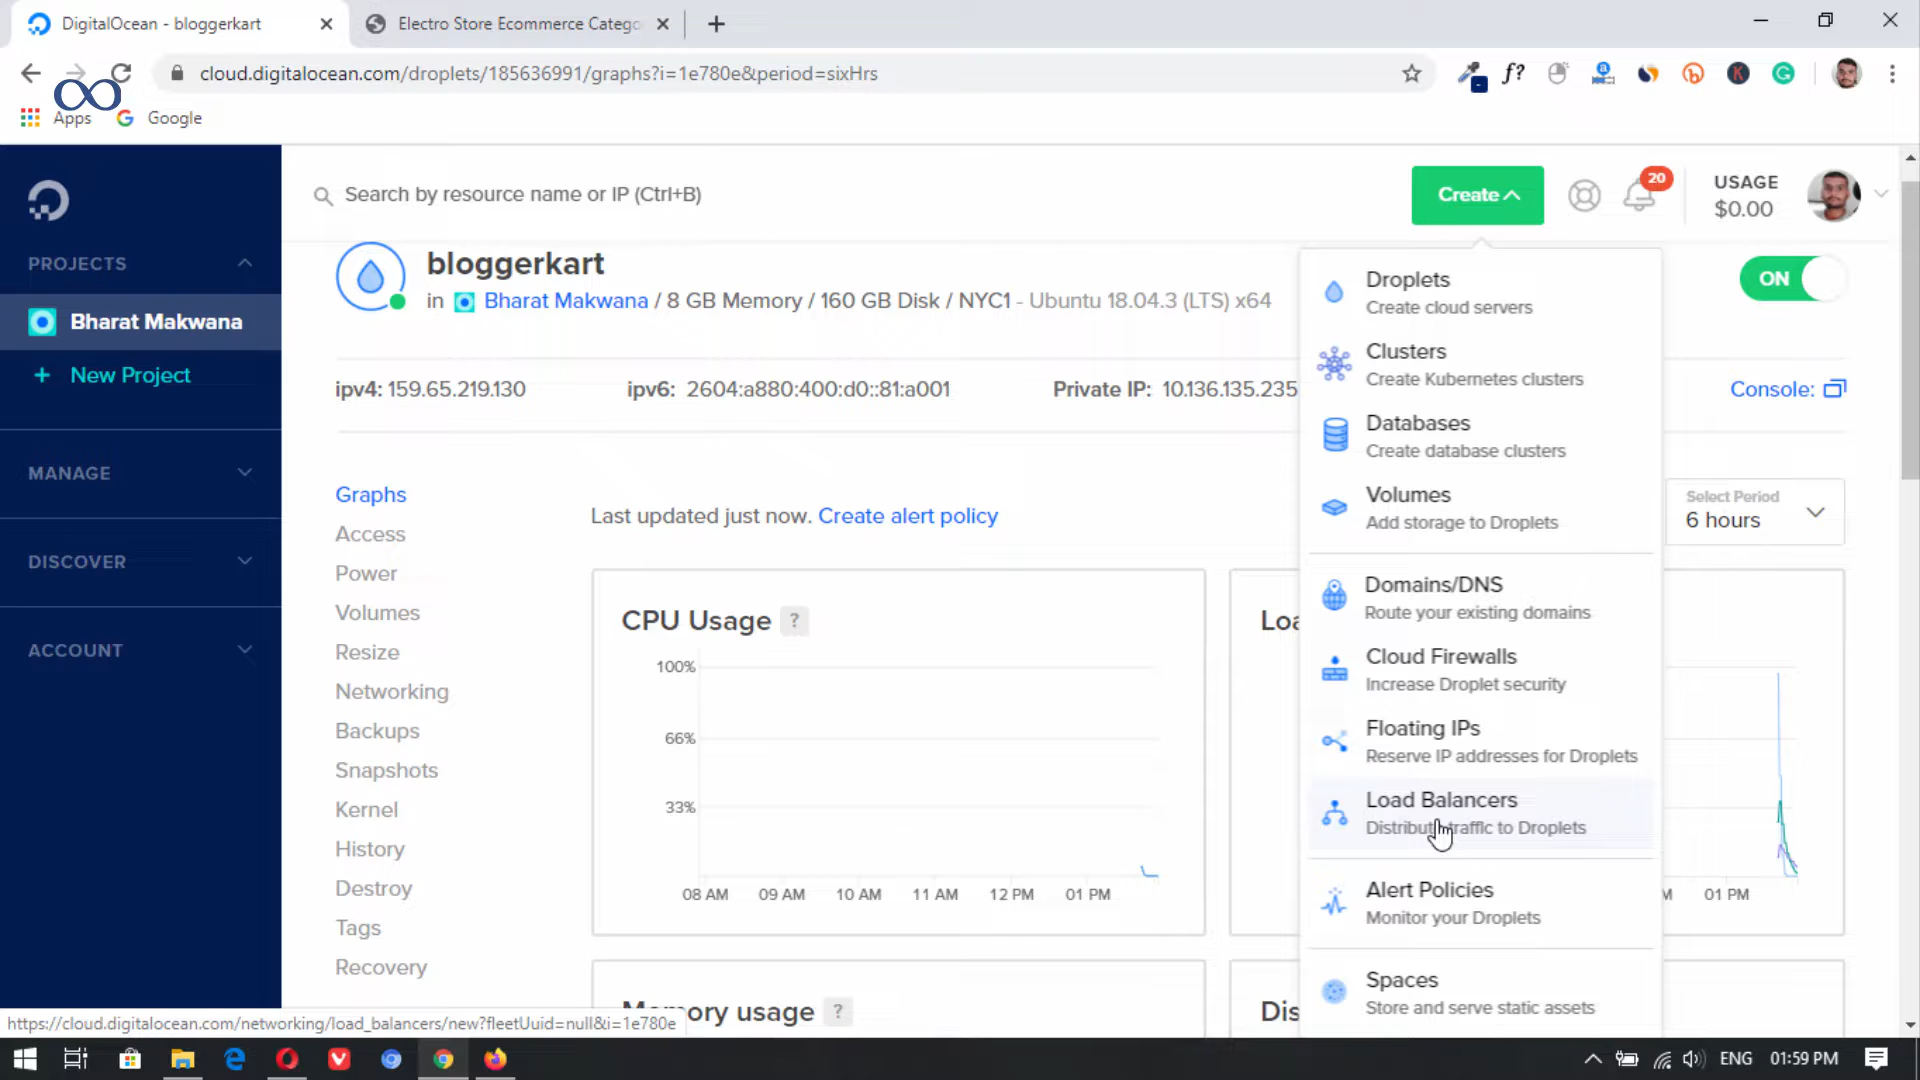 DigitalOcean - bloggerkart
Electro Store Ecommerce Catego
cloud.digitalocean.com/droplets/185636991/graphs?i=1e780e&period=sixHrs
f?
Apps
Google
Search by resource name or IP (Ctrl+B)
Create
20
USAGE
$0.00
PROJECTS
Bharat Makwana
+ New Project
MANAGE
DISCOVER
ACCOUNT
bloggerkart
in Bharat Makwana / 8 GB Memory / 160 GB Disk / NYC1 - Ubuntu 18.04.3 (LTS) x64
ON
ipv4: 159.65.219.130
ipv6: 2604:a880:400:d0::81:a001
Private IP: 10.136.135.235
Console:
Graphs
Access
Power
Volumes
Resize
Networking
Backups
Snapshots
Kernel
History
Destroy
Tags
Recovery
Last updated just now. Create alert policy
Select Period
6 hours
CPU Usage ?
100%
66%
33%
08 AM 09 AM 10 AM 11 AM 12 PM 01 PM
Loa
M 01 PM
Memory usage ?
Dis
Droplets
Create cloud servers
Clusters
Create Kubernetes clusters
Databases
Create database clusters
Volumes
Add storage to Droplets
Domains/DNS
Route your existing domains
Cloud Firewalls
Increase Droplet security
Floating IPs
Reserve IP addresses for Droplets
Load Balancers
Distribute traffic to Droplets
Alert Policies
Monitor your Droplets
Spaces
Store and serve static assets
https://cloud.digitalocean.com/networking/load_balancers/new?fleetUuid=null&i=1e780e
ENG
01:59 PM